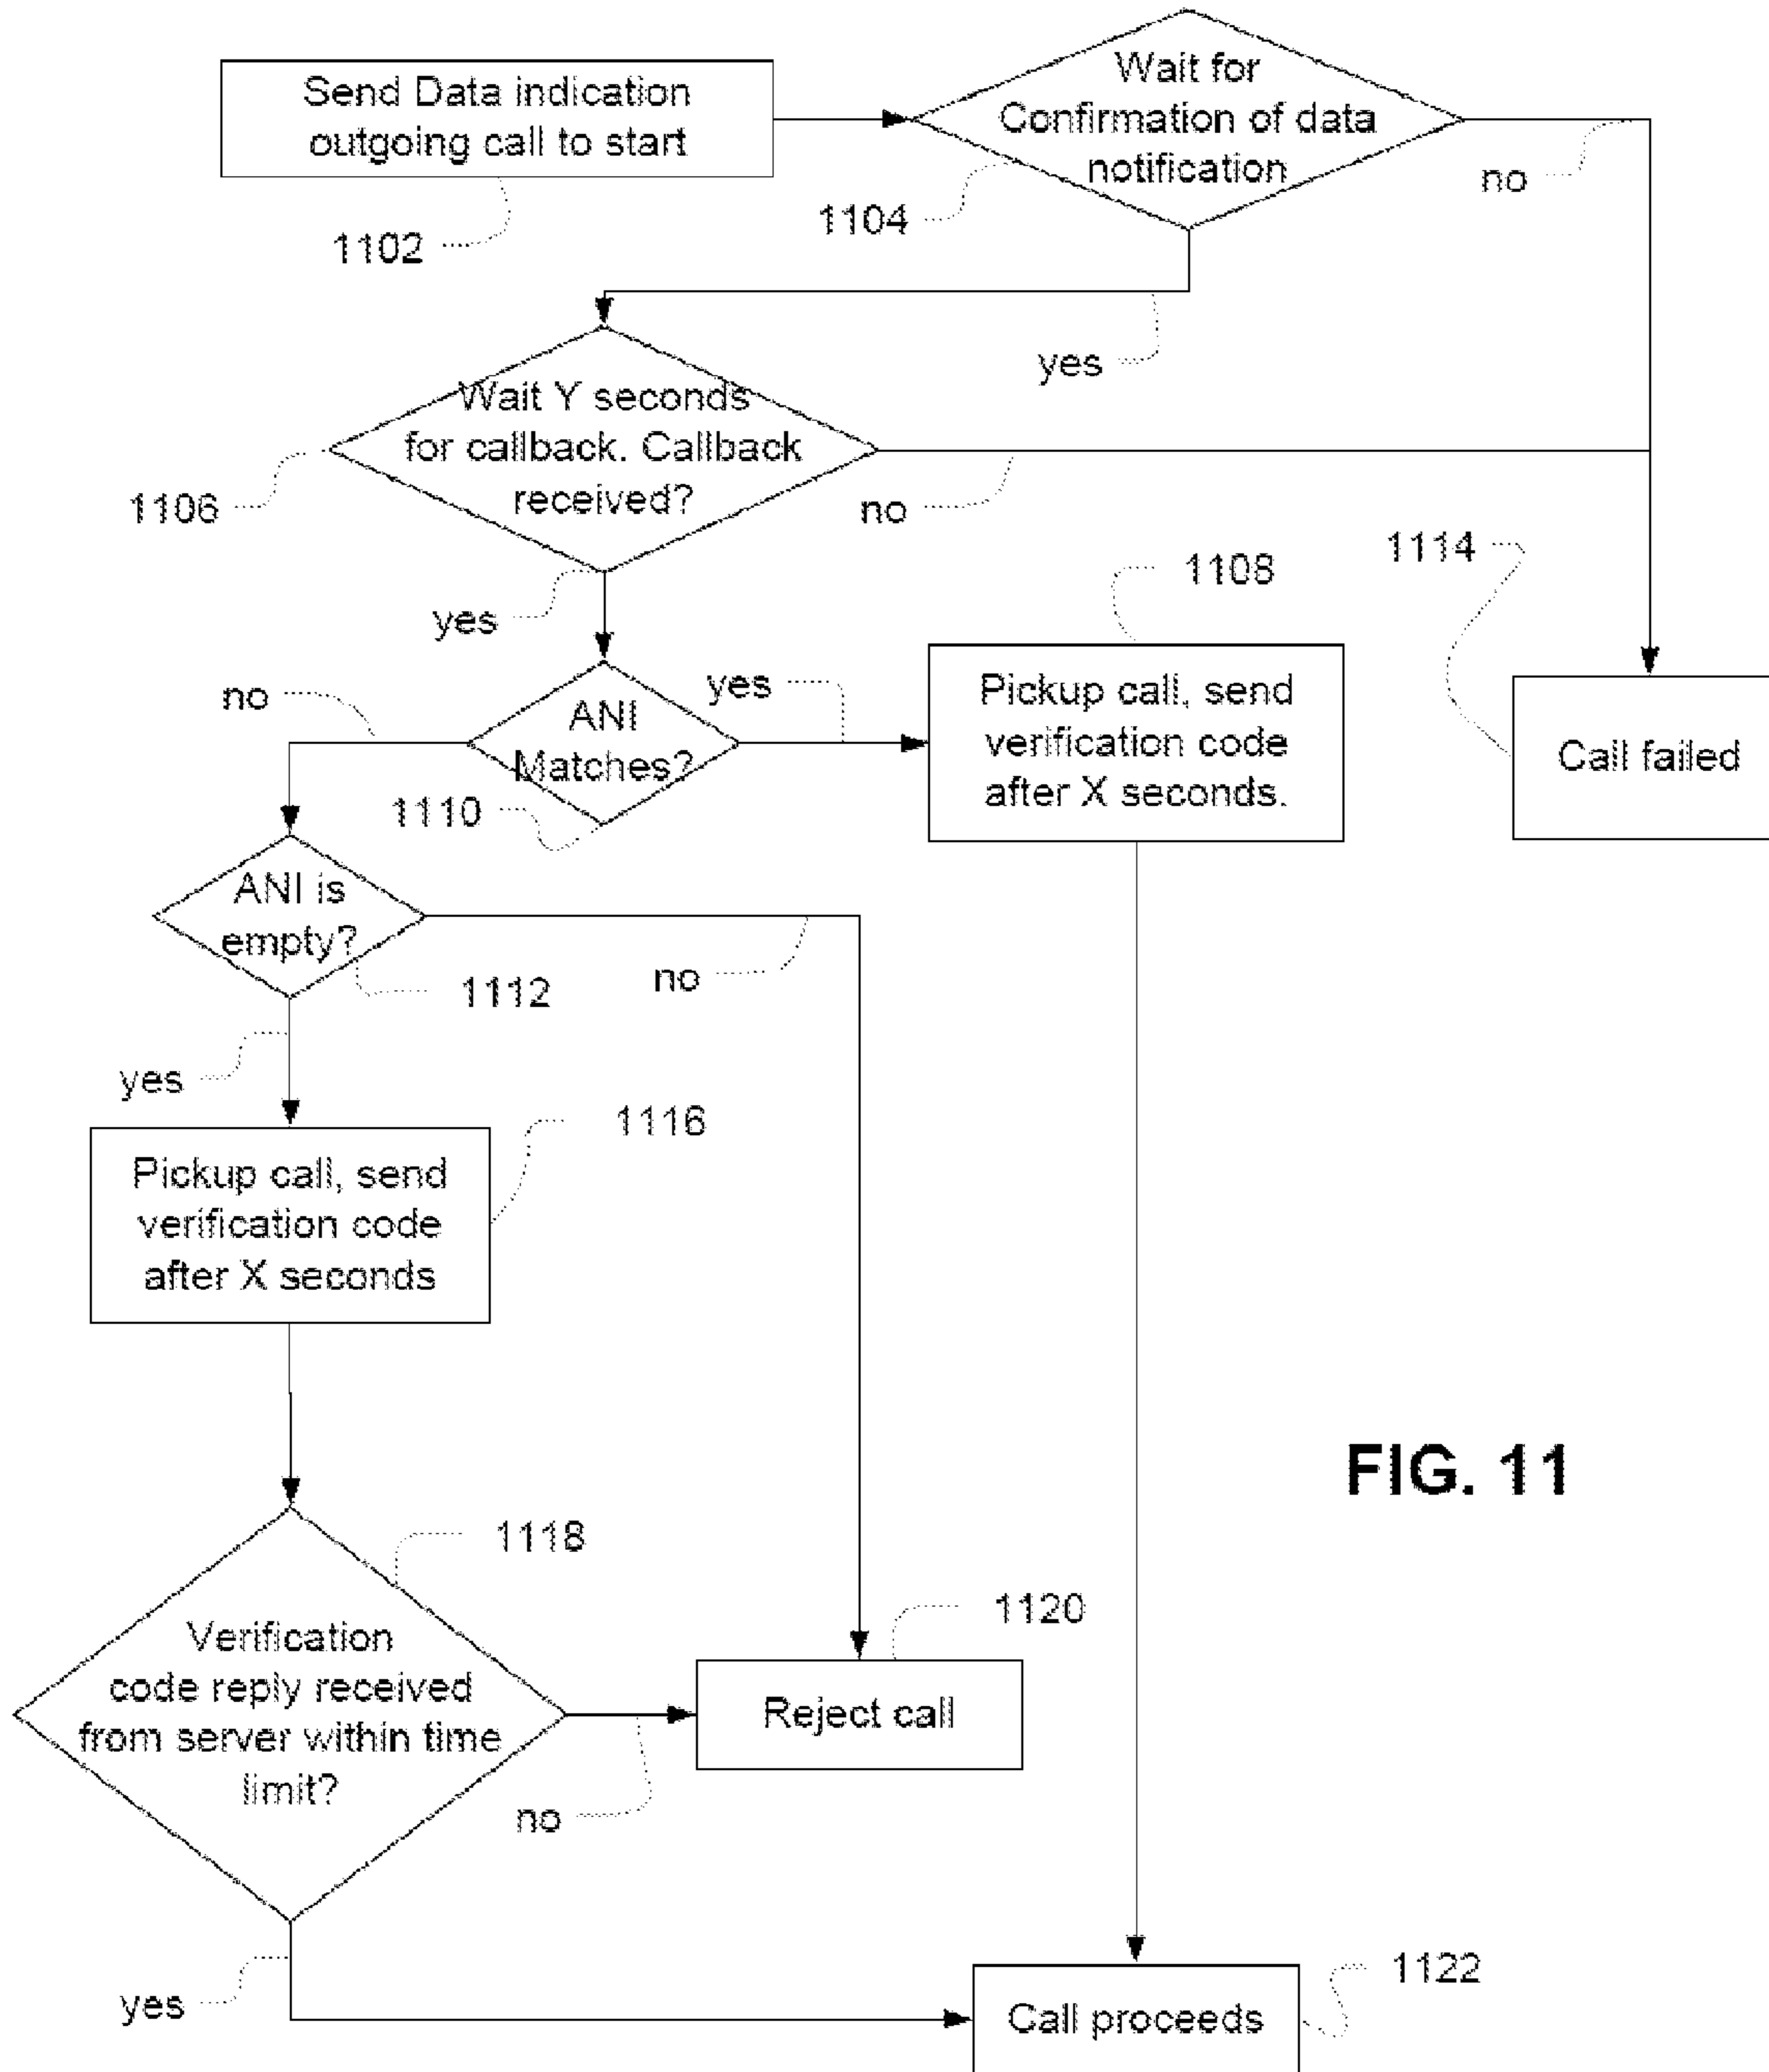 Send Data indication
outgoing call to start
1102
Wait for
Confirmation of data
notification
1104
no
yes
Wait Y seconds
for callback. Callback
received?
1106
no
yes
1108
1114
ANI
Matches?
1110
no
yes
Pickup call, send
verification code
after X seconds.
Call failed
ANI is
empty?
1112
no
yes
1116
Pickup call, send
verification code
after X seconds
FIG. 11
1118
Verification
code reply received
from server within time
limit?
no
yes
1120
Reject call
1122
Call proceeds